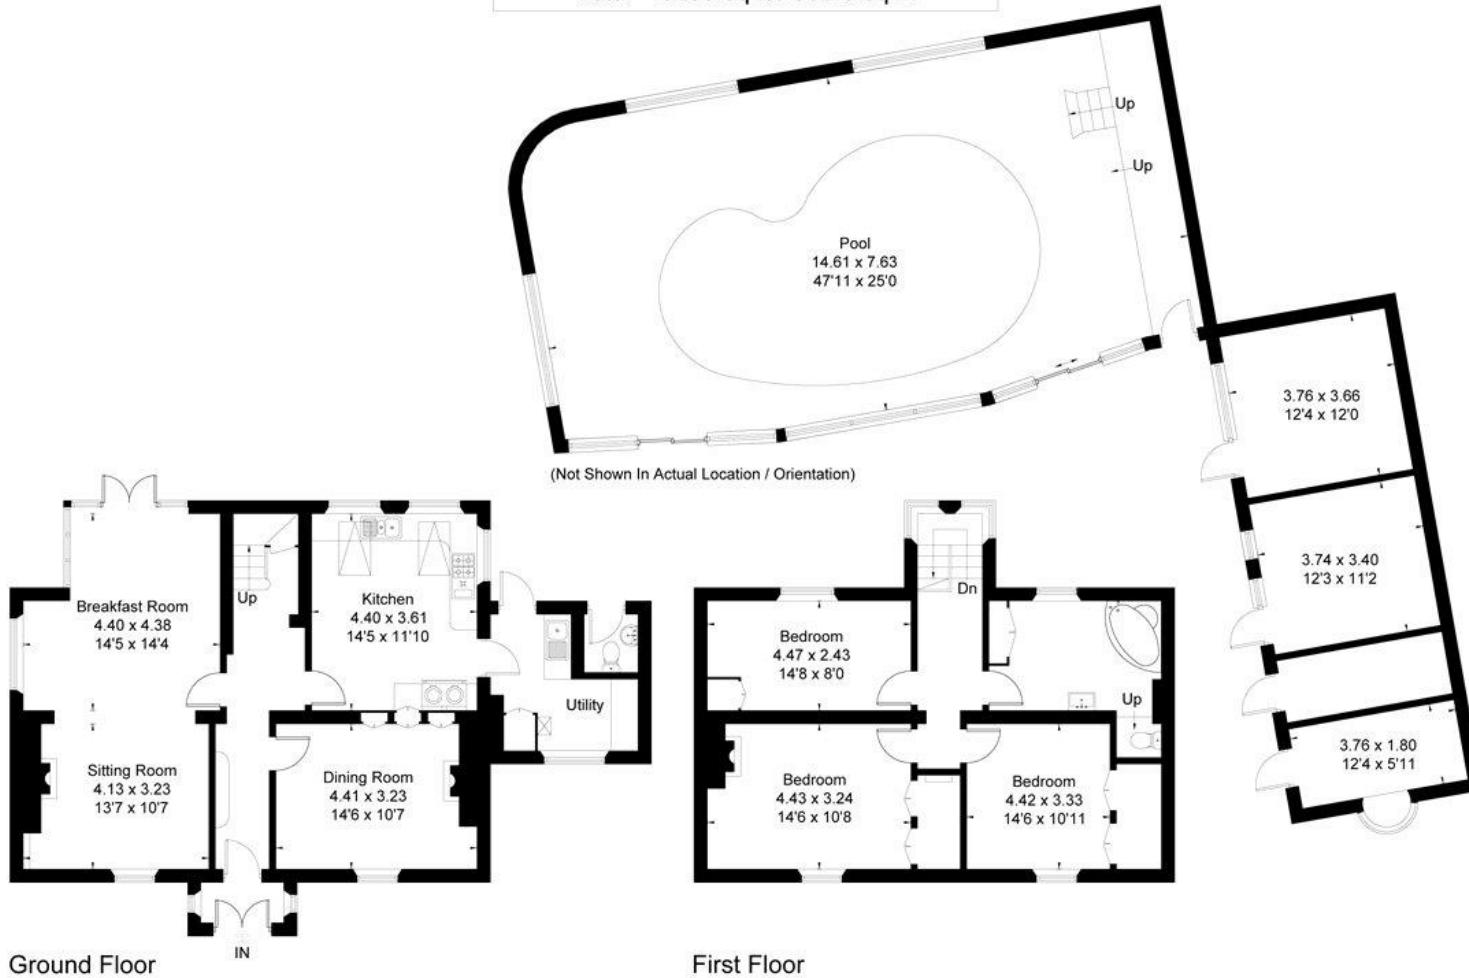 Up
Up
Pool
14.61 x 7.63
47'11 x 25'0
(Not Shown In Actual Location / Orientation)
3.76 x 3.66
12'4 x 12'0
3.74 x 3.40
12'3 x 11'2
3.76 x 1.80
12'4 x 5'11
Breakfast Room
4.40 x 4.38
14'5 x 14'4
Up
Kitchen
4.40 x 3.61
14'5 x 11'10
Utility
Sitting Room
4.13 x 3.23
13'7 x 10'7
Dining Room
4.41 x 3.23
14'6 x 10'7
IN
Ground Floor
Dn
Bedroom
4.47 x 2.43
14'8 x 8'0
Up
Bedroom
4.43 x 3.24
14'6 x 10'8
Bedroom
4.42 x 3.33
14'6 x 10'11
First Floor